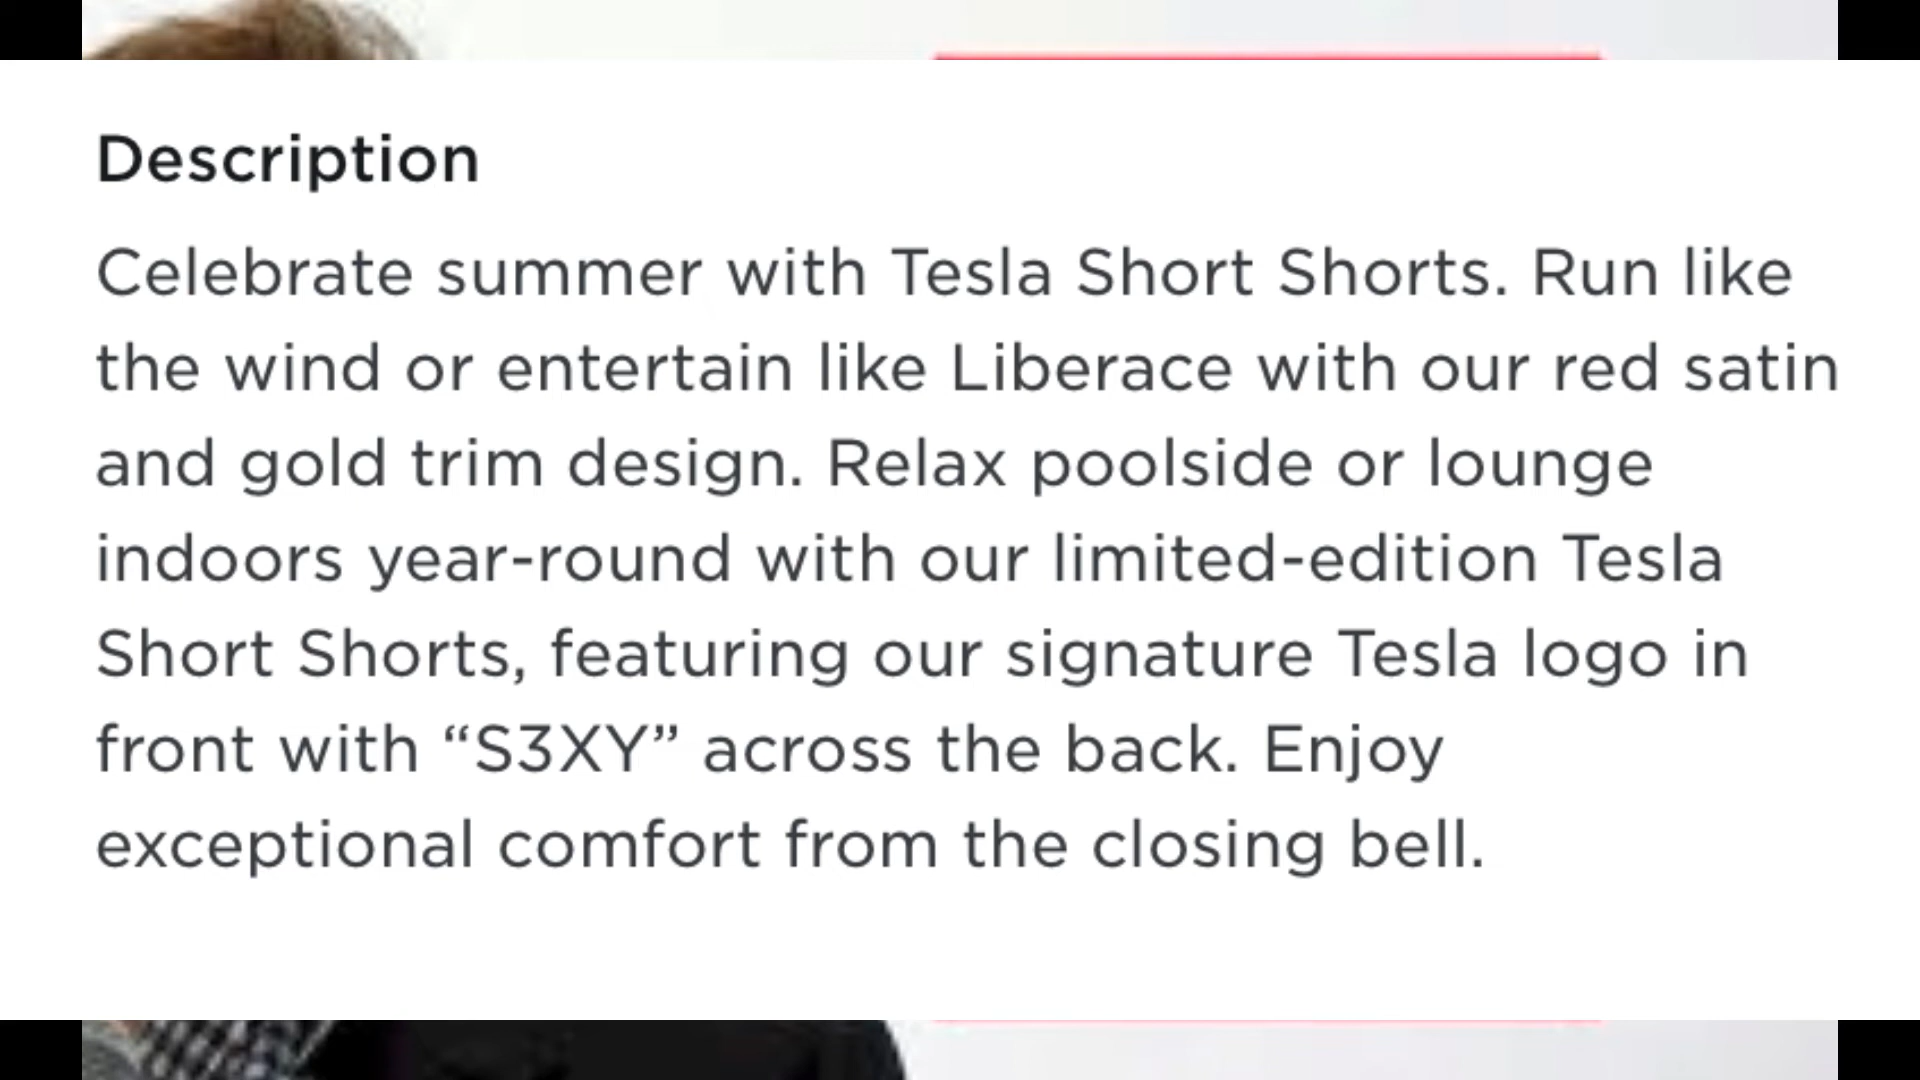 Description
Celebrate summer with Tesla Short Shorts. Run like
the wind or entertain like Liberace with our red satin
and gold trim design. Relax poolside or lounge
indoors year-round with our limited-edition Tesla
Short Shorts, featuring our signature Tesla logo in
front with “S3XY” across the back. Enjoy
exceptional comfort from the closing bell.